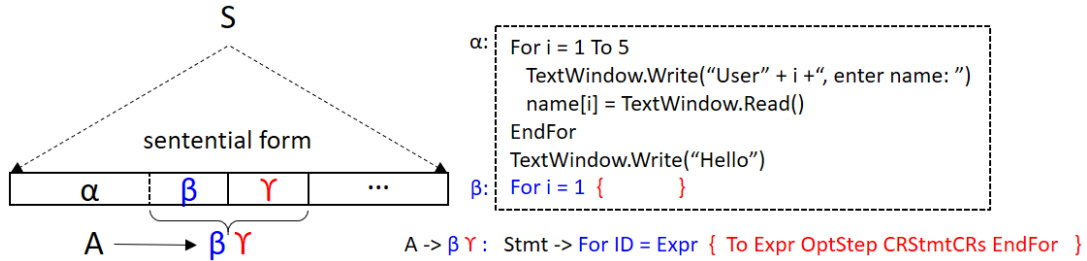 S
sentential form
α β ϒ ...
A → β ϒ
α: For i = 1 To 5
TextWindow.Write(“User” + i +“, enter name: ”)
name[i] = TextWindow.Read()
EndFor
TextWindow.Write(“Hello”)
β: For i = 1 { }
A -> β ϒ : Stmt -> For ID = Expr { To Expr OptStep CRStmtCRs EndFor }